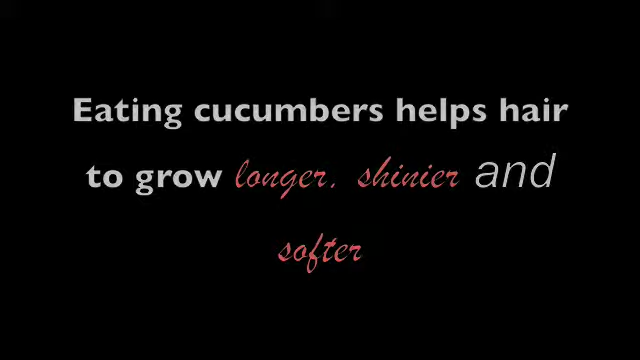 Eating cucumbers helps hair
to grow longer, shinier and
softer